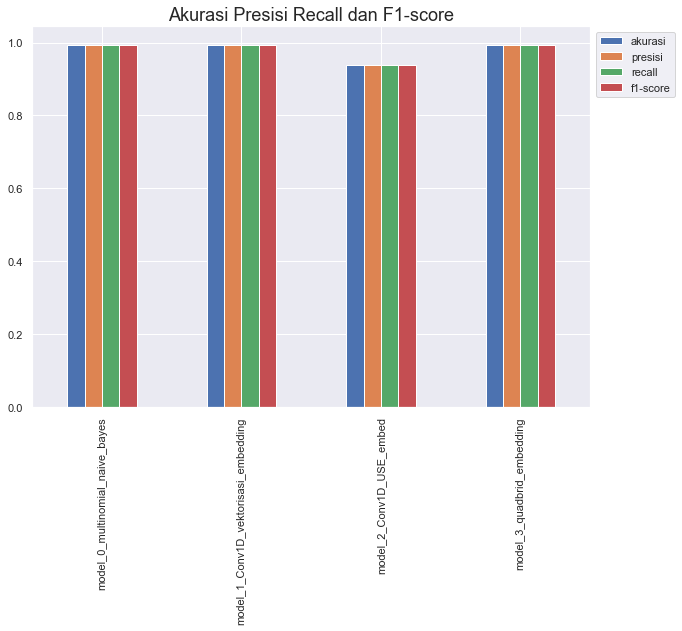 Akurasi Presisi Recall dan F1-score
akurasi
presisi
recall
f1-score
1.0
0.8
0.6
0.4
0.2
0.0
model_0_multinomial_naive_bayes
model_1_Conv1D_vektorisasi_embedding
model_2_Conv1D_USE_embed
model_3_quadbrid_embedding